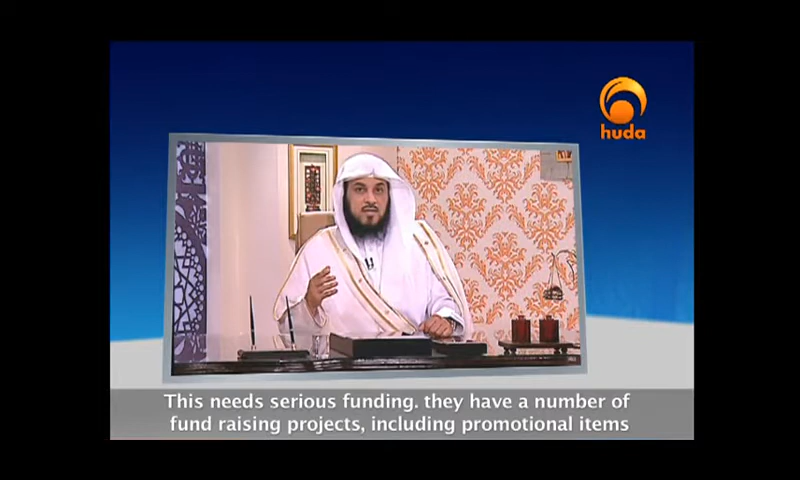 huda
This needs serious funding. they have a number of
fund raising projects, including promotional items